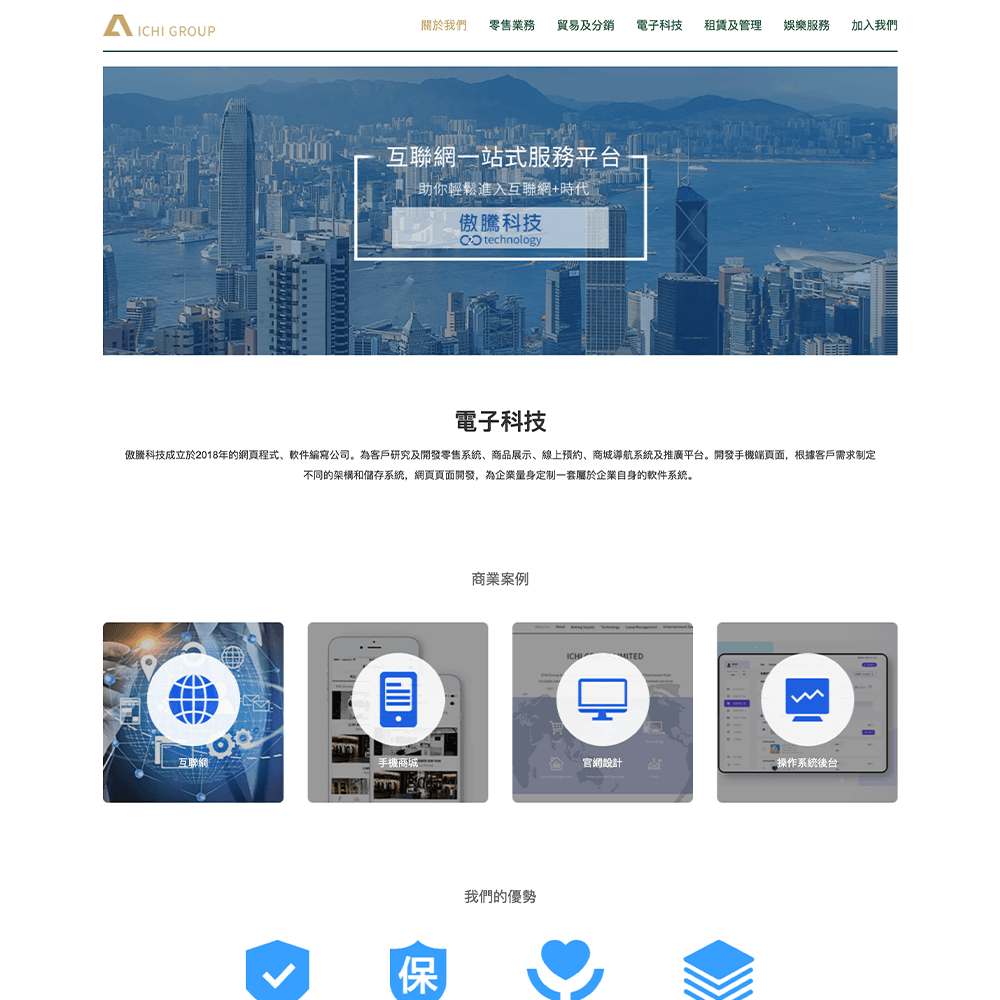 ICHI GROUP
關於我們 零售業務 貿易及分銷 電子科技 租賃及管理 娛樂服務 加入我們
互聯網一站式服務平台
助你輕鬆進入互聯網+時代
傲騰科技
technology
電子科技
傲騰科技成立於2018年的網頁程式、軟件編寫公司。為客戶研究及開發零售系統、商品展示、線上預約、商城導航系統及推廣平台。開發手機端頁面，根據客戶需求制定
不同的架構和儲存系統，網頁頁面開發，為企業量身定制一套屬於企業自身的軟件系統。
商業案例
互聯網
手機商城
官網設計
操作系統後台
我們的優勢
保